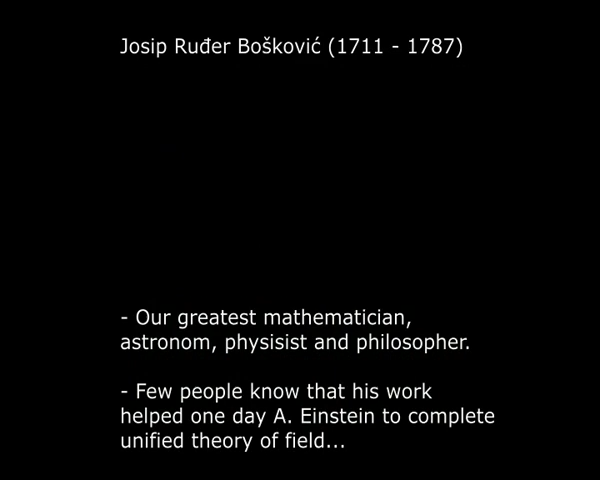 Josip Ruđer Bošković (1711 - 1787)
- Our greatest mathematician,
astronom, physisist and philosopher.
- Few people know that his work
helped one day A. Einstein to complete
unified theory of field...